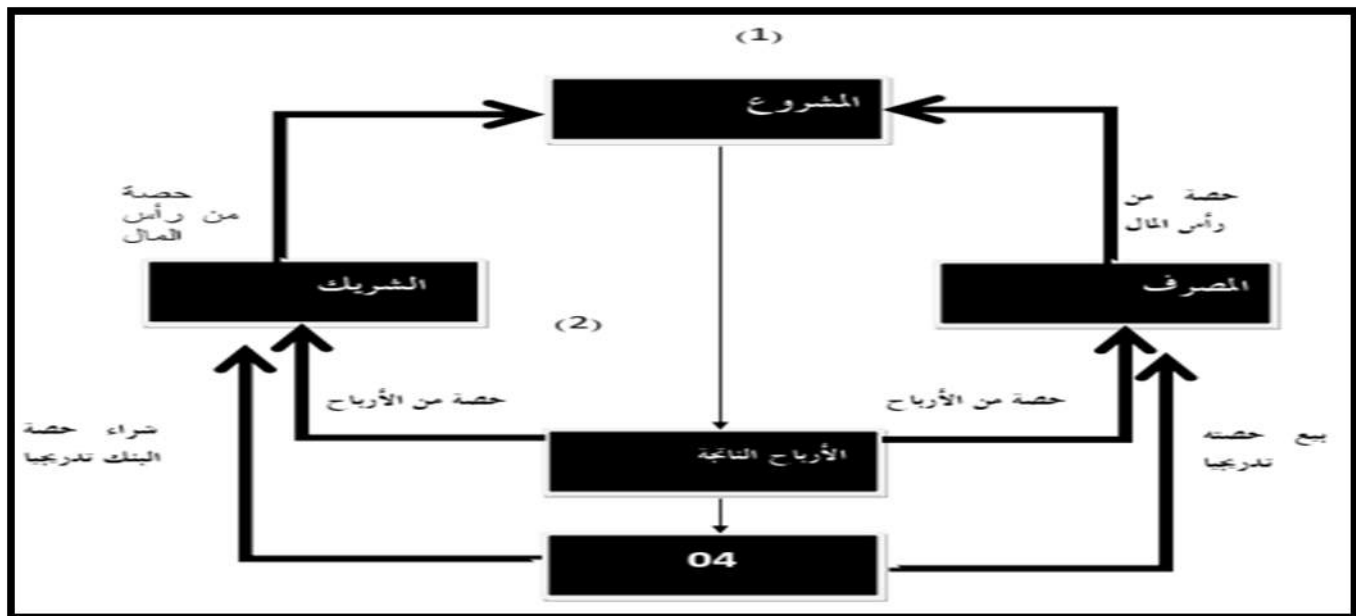 (1)
المشروع
حصة من
رأس المال
حصة
من رأس
المال
المصرف
الشريك
(2)
حصة من الأرباح
حصة من الأرباح
بيع حصته
تدريجيا
شراء حصة
البنك تدريجيا
الأرباح الناتجة
04